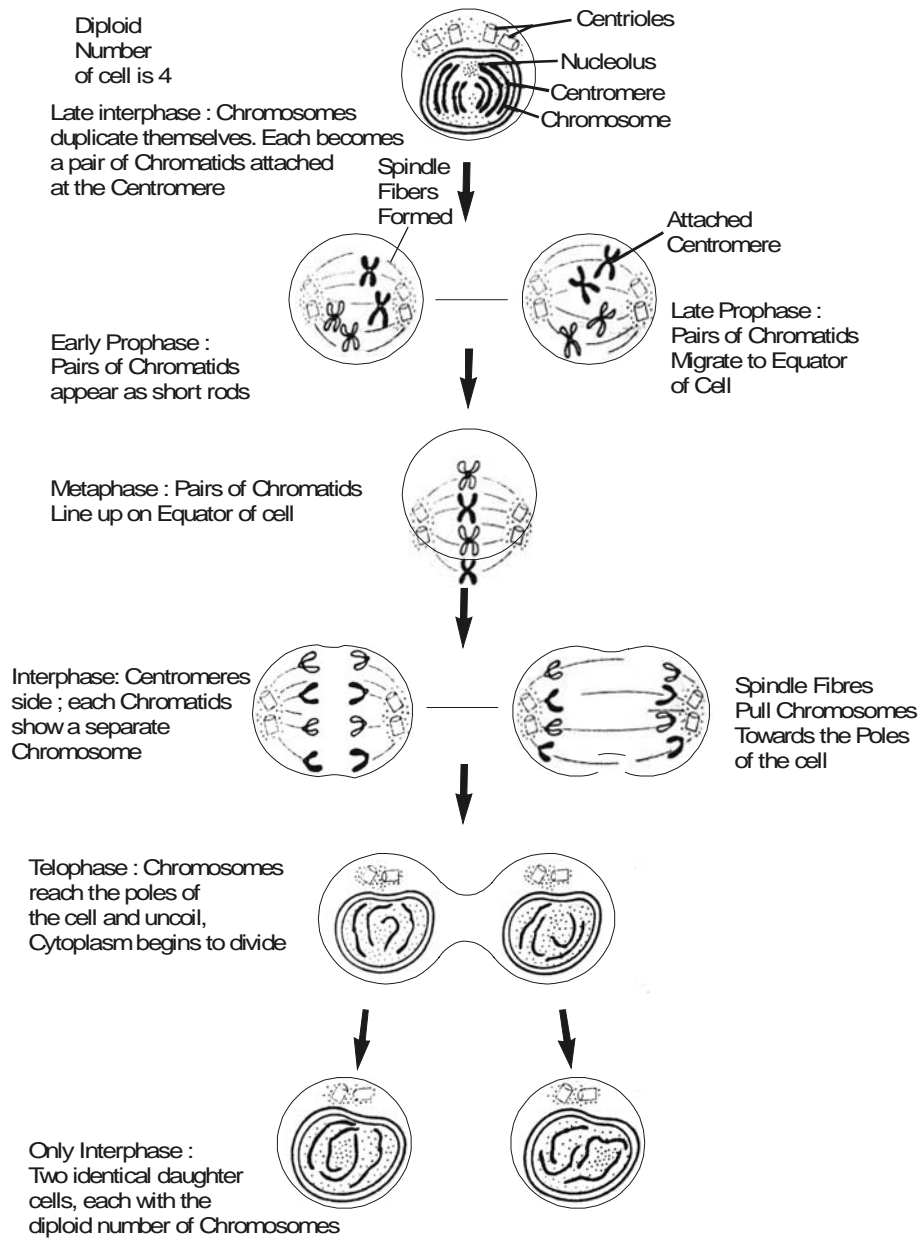 Diploid
Number
of cell is 4
Centrioles
Nucleolus
Centromere
Chromosome
Late interphase : Chromosomes
duplicate themselves. Each becomes
a pair of Chromatids attached
at the Centromere
Spindle
Fibers
Formed
Attached
Centromere
Early Prophase :
Pairs of Chromatids
appear as short rods
Late Prophase :
Pairs of Chromatids
Migrate to Equator
of Cell
Metaphase : Pairs of Chromatids
Line up on Equator of cell
Interphase: Centromeres
side ; each Chromatids
show a separate
Chromosome
Spindle Fibres
Pull Chromosomes
Towards the Poles
of the cell
Telophase : Chromosomes
reach the poles of
the cell and uncoil,
Cytoplasm begins to divide
Only Interphase :
Two identical daughter
cells, each with the
diploid number of Chromosomes